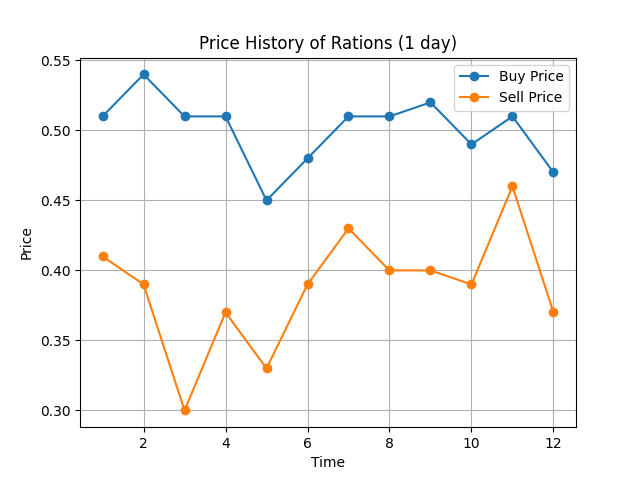 Price History of Rations (1 day)
Buy Price
Sell Price
Price
0.55
0.50
0.45
0.40
0.35
0.30
2 4 6 8 10 12
Time